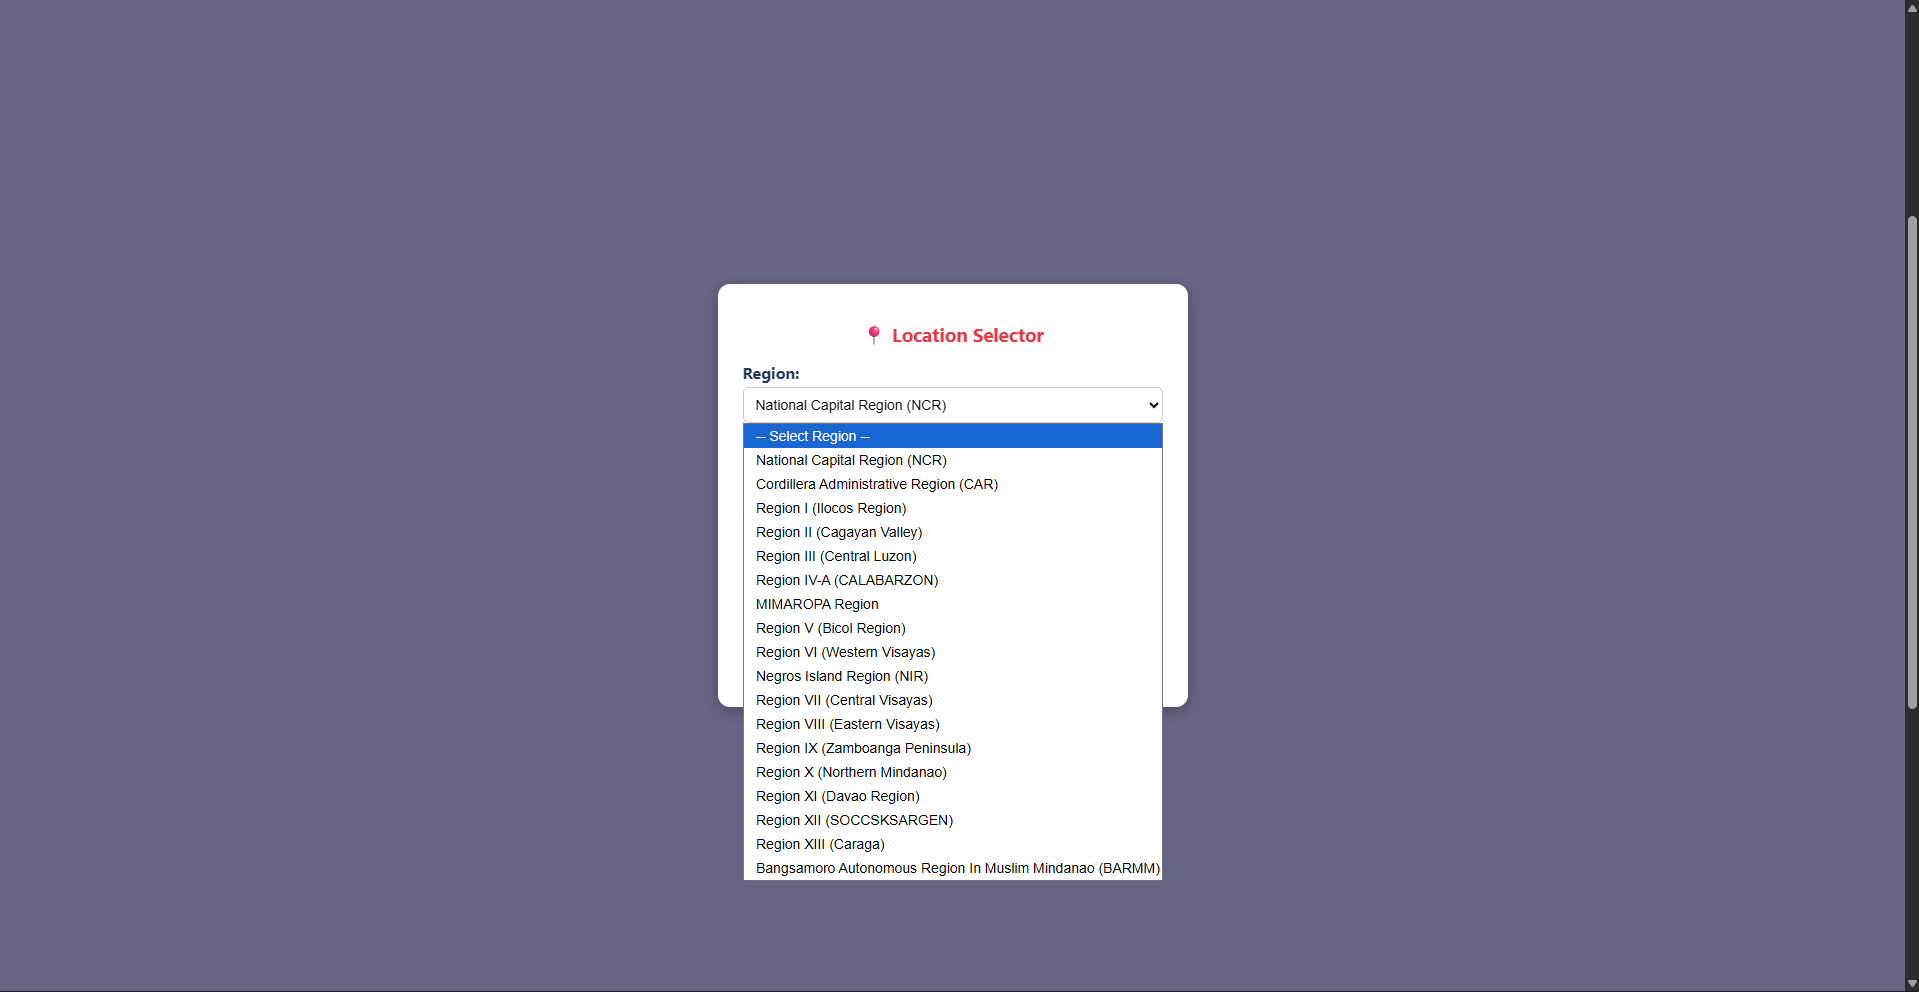 📍 Location Selector
Region:
National Capital Region (NCR)
-- Select Region --
National Capital Region (NCR)
Cordillera Administrative Region (CAR)
Region I (Ilocos Region)
Region II (Cagayan Valley)
Region III (Central Luzon)
Region IV-A (CALABARZON)
MIMAROPA Region
Region V (Bicol Region)
Region VI (Western Visayas)
Negros Island Region (NIR)
Region VII (Central Visayas)
Region VIII (Eastern Visayas)
Region IX (Zamboanga Peninsula)
Region X (Northern Mindanao)
Region XI (Davao Region)
Region XII (SOCCSKSARGEN)
Region XIII (Caraga)
Bangsamoro Autonomous Region In Muslim Mindanao (BARMM)